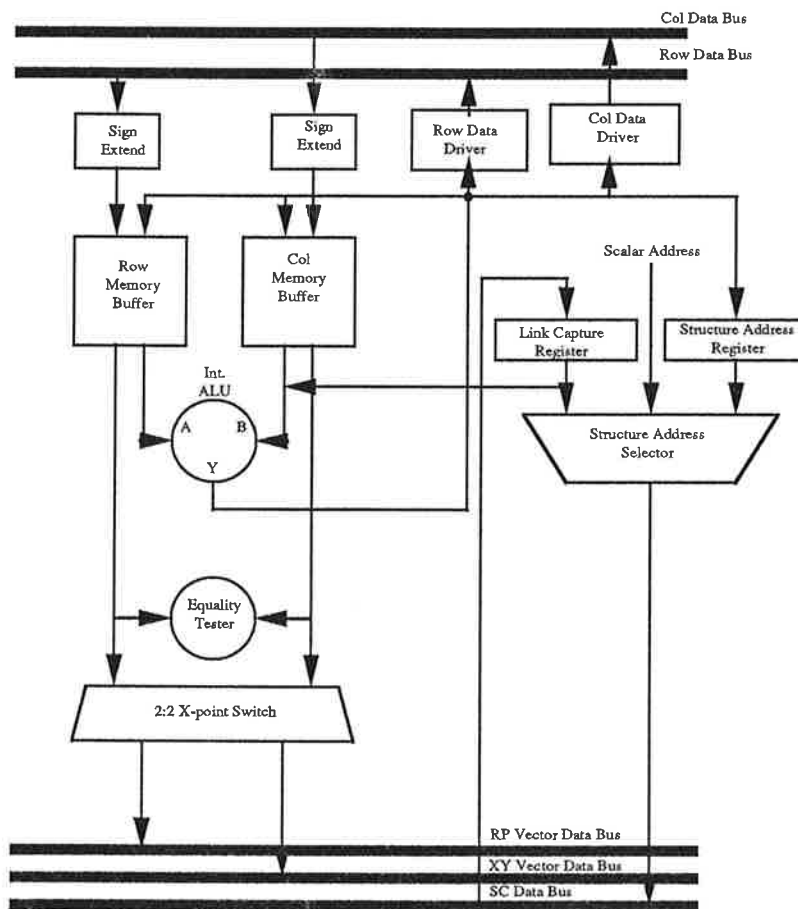 Col Data Bus
Row Data Bus
Sign
Extend
Sign
Extend
Row Data
Driver
Col Data
Driver
Row
Memory
Buffer
Col
Memory
Buffer
Scalar Address
Link Capture
Register
Structure Address
Register
Int.
ALU
A
B
Y
Structure Address
Selector
Equality
Tester
2:2 X-point Switch
RP Vector Data Bus
XY Vector Data Bus
SC Data Bus